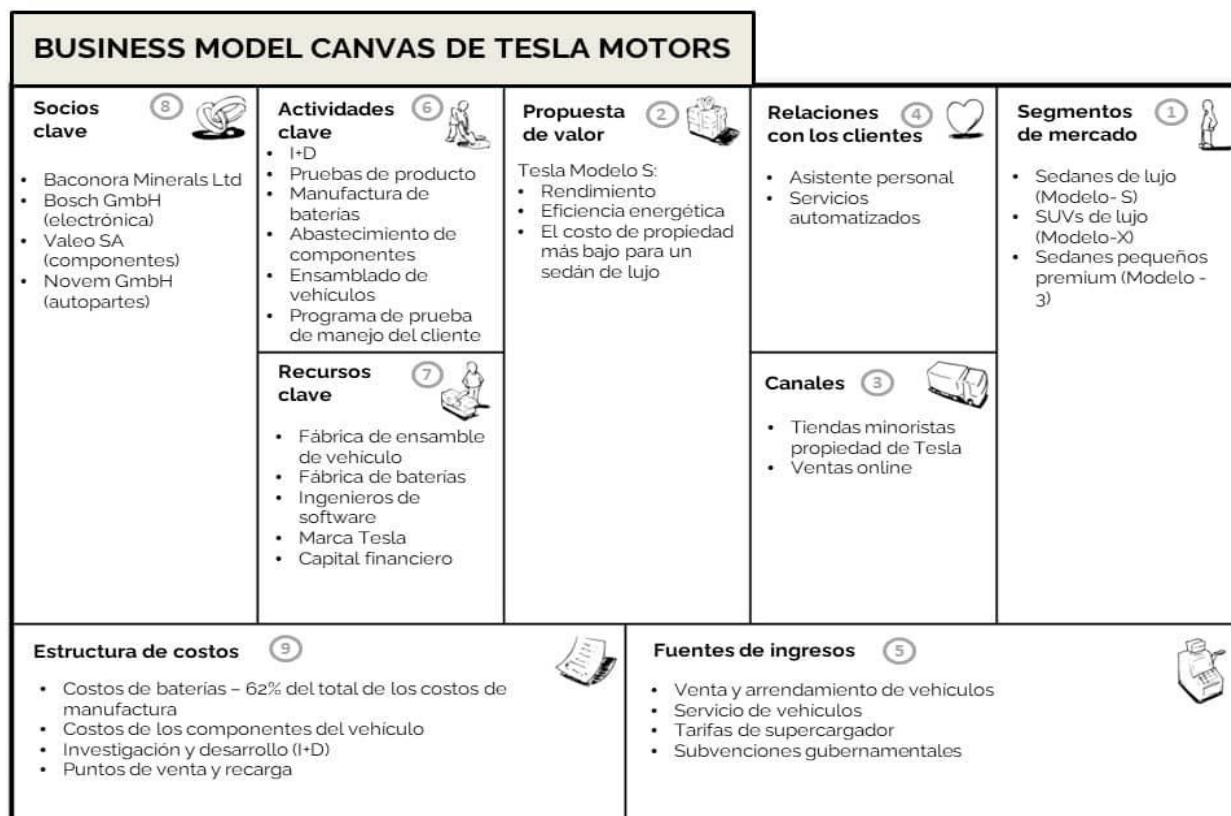 BUSINESS MODEL CANVAS DE TESLA MOTORS
Socios
clave
8
• Baconora Minerals Ltd
• Bosch GmbH
(electrónica)
• Valeo SA
(componentes)
• Novem GmbH
(autopartes)
Actividades
clave
6
• I+D
• Pruebas de producto
• Manufactura de
baterías
• Abastecimiento de
componentes
• Ensamblado de
vehículos
• Programa de prueba
de manejo del cliente
Recursos
clave
7
• Fábrica de ensamble
de vehículo
• Fábrica de baterías
• Ingenieros de
software
• Marca Tesla
• Capital financiero
Propuesta
de valor
2
Tesla Modelo S:
• Rendimiento
• Eficiencia energética
• El costo de propiedad
más bajo para un
sedán de lujo
Relaciones
con los clientes
4
• Asistente personal
• Servicios
automatizados
Canales
3
• Tiendas minoristas
propiedad de Tesla
• Ventas online
Segmentos
de mercado
1
• Sedanes de lujo
(Modelo- S)
• SUVs de lujo
(Modelo-X)
• Sedanes pequeños
premium (Modelo -
3)
Estructura de costos
9
• Costos de baterías – 62% del total de los costos de
manufactura
• Costos de los componentes del vehículo
• Investigación y desarrollo (I+D)
• Puntos de venta y recarga
Fuentes de ingresos
5
• Venta y arrendamiento de vehículos
• Servicio de vehículos
• Tarifas de supercargador
• Subvenciones gubernamentales